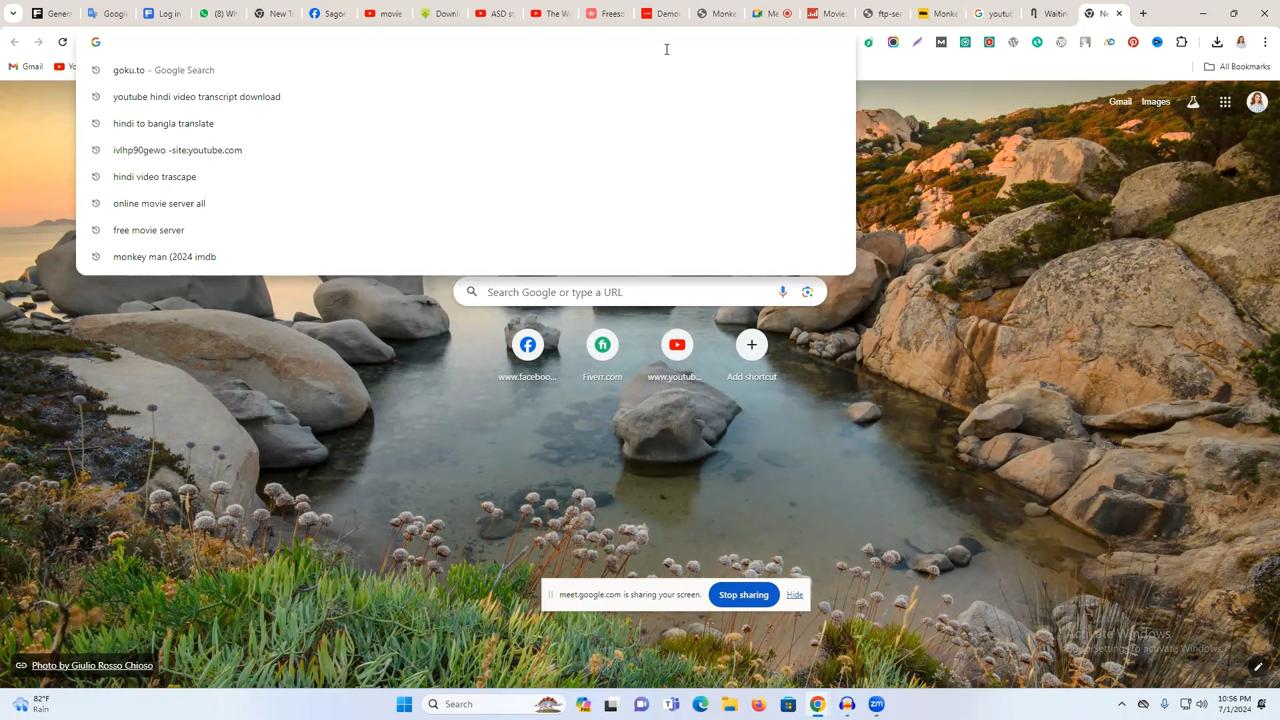 Gener
Googl
Log in
(8) Wh
New T
Sagor
movie
Downl
ASD st
The W
Freesc
Demo
Monke
Me
Movie
ftp-ser
Monke
youtu
Waitin
Ne
Gmail
All Bookmarks
goku.to - Google Search
youtube hindi video transcript download
hindi to bangla translate
ivlhp90gewo -site:youtube.com
hindi video trascape
online movie server all
free movie server
monkey man (2024 imdb
Gmail Images
Search Google or type a URL
www.faceboo... Fiverr.com www.youtub... Add shortcut
meet.google.com is sharing your screen. Stop sharing Hide
Activate Windows
Go to Settings to activate Windows.
Photo by Giulio Rosso Chioso
82°F
Rain
Search
10:56 PM
7/1/2024